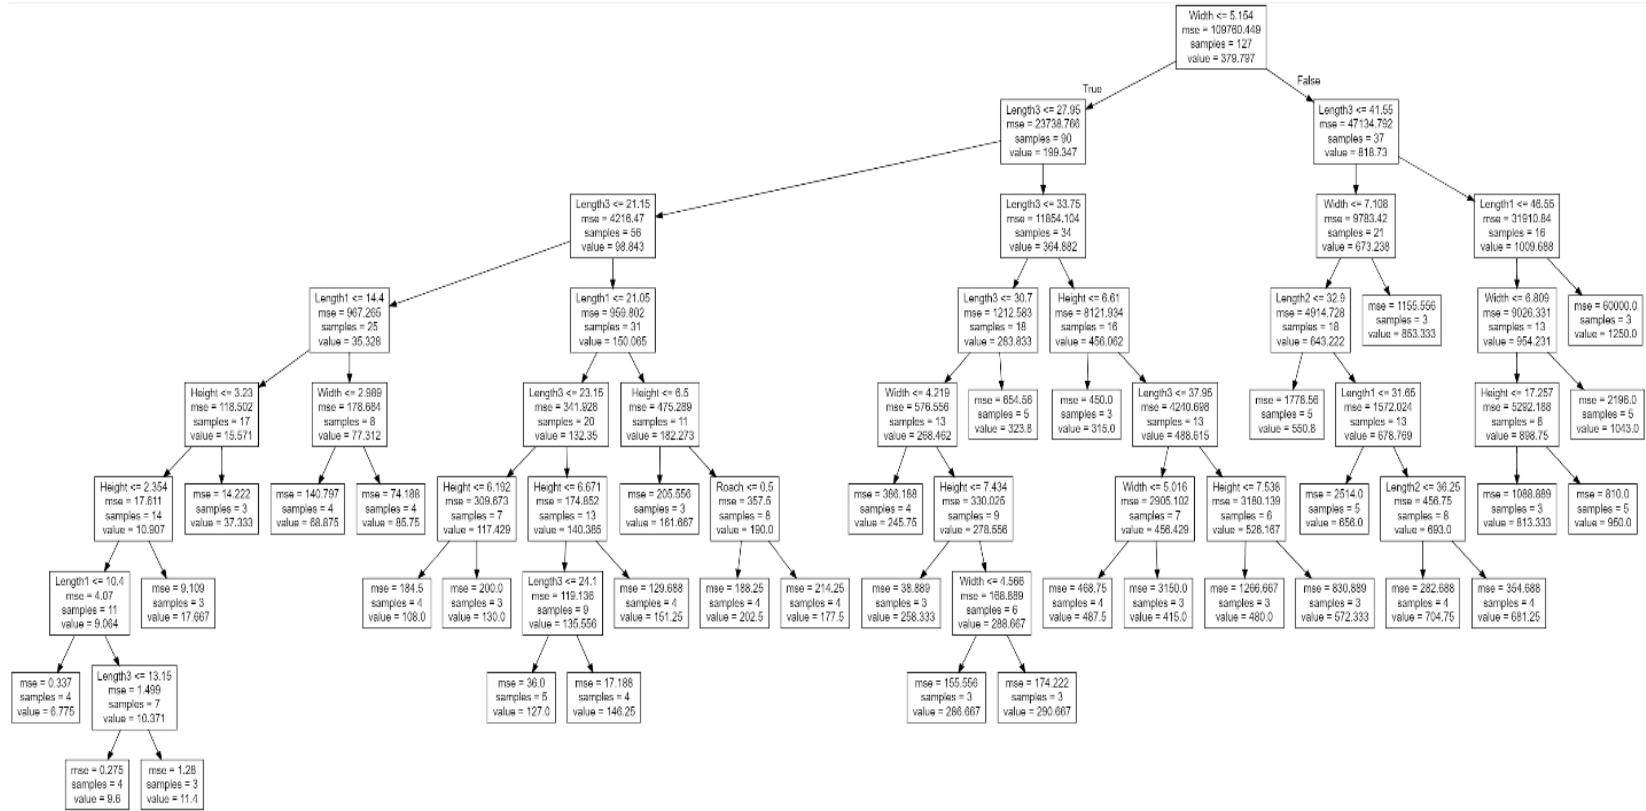 Width <= 5.154
mse = 109760.449
samples = 127
value = 379.797
True
False
Length3 <= 27.95
mse = 23738.766
samples = 90
value = 199.347
Length3 <= 41.55
mse = 47134.792
samples = 37
value = 818.73
Length3 <= 21.15
mse = 4216.47
samples = 56
value = 98.843
Length3 <= 33.75
mse = 11854.104
samples = 34
value = 364.882
Width <= 7.108
mse = 9783.42
samples = 21
value = 673.238
Length1 <= 46.55
mse = 31910.84
samples = 16
value = 1009.688
Length1 <= 14.4
mse = 967.265
samples = 25
value = 35.328
Length1 <= 21.05
mse = 959.802
samples = 31
value = 150.065
Length3 <= 30.7
mse = 1212.583
samples = 18
value = 283.833
Height <= 6.61
mse = 8121.934
samples = 16
value = 456.062
Length2 <= 32.9
mse = 4914.728
samples = 18
value = 643.222
mse = 1155.556
samples = 3
value = 853.333
Width <= 6.809
mse = 9026.331
samples = 13
value = 954.231
mse = 60000.0
samples = 3
value = 1250.0
Height <= 3.23
mse = 118.502
samples = 17
value = 15.571
Width <= 2.989
mse = 178.684
samples = 8
value = 77.312
Length3 <= 23.15
mse = 341.928
samples = 20
value = 132.35
Height <= 6.5
mse = 475.289
samples = 11
value = 182.273
Width <= 4.219
mse = 576.556
samples = 13
value = 268.462
mse = 654.56
samples = 5
value = 323.8
mse = 450.0
samples = 3
value = 315.0
Length3 <= 37.95
mse = 4240.698
samples = 13
value = 488.615
mse = 1778.56
samples = 5
value = 550.8
Length1 <= 31.65
mse = 1572.024
samples = 13
value = 678.769
Height <= 17.257
mse = 5292.188
samples = 8
value = 898.75
mse = 2196.0
samples = 5
value = 1043.0
Height <= 2.354
mse = 17.611
samples = 14
value = 10.907
mse = 14.222
samples = 3
value = 37.333
mse = 140.797
samples = 4
value = 68.875
mse = 74.188
samples = 4
value = 85.75
Height <= 6.192
mse = 309.673
samples = 7
value = 117.429
Height <= 6.671
mse = 174.852
samples = 13
value = 140.385
mse = 205.556
samples = 3
value = 161.667
Roach <= 0.5
mse = 357.5
samples = 8
value = 190.0
mse = 386.188
samples = 4
value = 245.75
Height <= 7.434
mse = 330.025
samples = 9
value = 278.556
Width <= 5.016
mse = 2905.102
samples = 7
value = 456.429
Height <= 7.538
mse = 3180.139
samples = 6
value = 526.167
mse = 2514.0
samples = 5
value = 656.0
Length2 <= 36.25
mse = 456.75
samples = 8
value = 693.0
mse = 1088.889
samples = 3
value = 813.333
mse = 810.0
samples = 5
value = 950.0
Length1 <= 10.4
mse = 4.07
samples = 11
value = 9.064
mse = 9.109
samples = 3
value = 17.667
mse = 184.5
samples = 4
value = 108.0
mse = 200.0
samples = 3
value = 130.0
Length3 <= 24.1
mse = 119.136
samples = 9
value = 135.556
mse = 129.688
samples = 4
value = 151.25
mse = 188.25
samples = 4
value = 202.5
mse = 214.25
samples = 4
value = 177.5
mse = 38.889
samples = 3
value = 258.333
Width <= 4.566
mse = 168.889
samples = 6
value = 288.667
mse = 468.75
samples = 4
value = 487.5
mse = 3150.0
samples = 3
value = 415.0
mse = 1266.667
samples = 3
value = 480.0
mse = 830.889
samples = 3
value = 572.333
mse = 282.688
samples = 4
value = 704.75
mse = 354.688
samples = 4
value = 681.25
mse = 0.337
samples = 4
value = 6.775
Length3 <= 13.15
mse = 1.499
samples = 7
value = 10.371
mse = 36.0
samples = 5
value = 127.0
mse = 17.188
samples = 4
value = 146.25
mse = 155.556
samples = 3
value = 286.667
mse = 174.222
samples = 3
value = 290.667
mse = 0.275
samples = 4
value = 9.6
mse = 1.28
samples = 3
value = 11.4